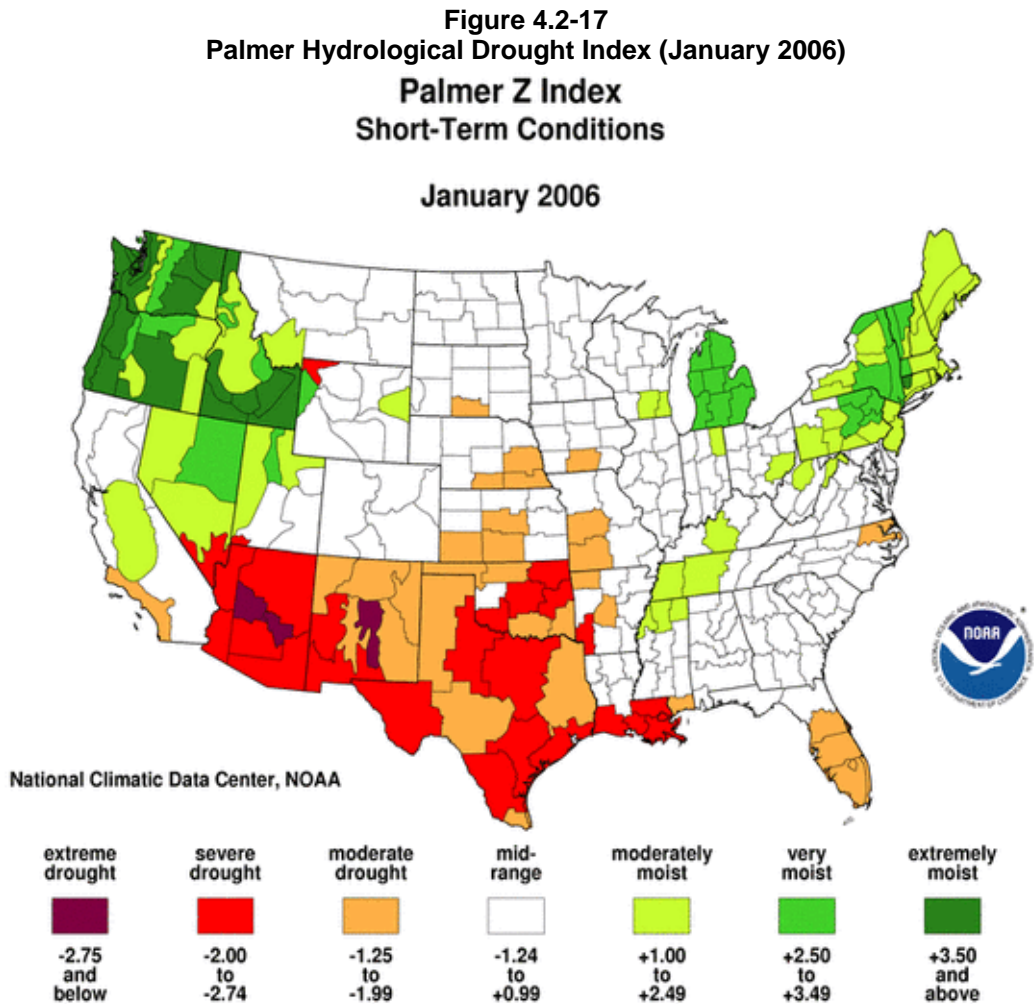 Figure 4.2-17
Palmer Hydrological Drought Index (January 2006)
Palmer Z Index
Short-Term Conditions
January 2006
NOAA
National Climatic Data Center, NOAA
extreme drought
severe drought
moderate drought
mid-range
moderately moist
very moist
extremely moist
-2.75 and below
-2.00 to -2.74
-1.25 to -1.99
-1.24 to +0.99
+1.00 to +2.49
+2.50 to +3.49
+3.50 and above